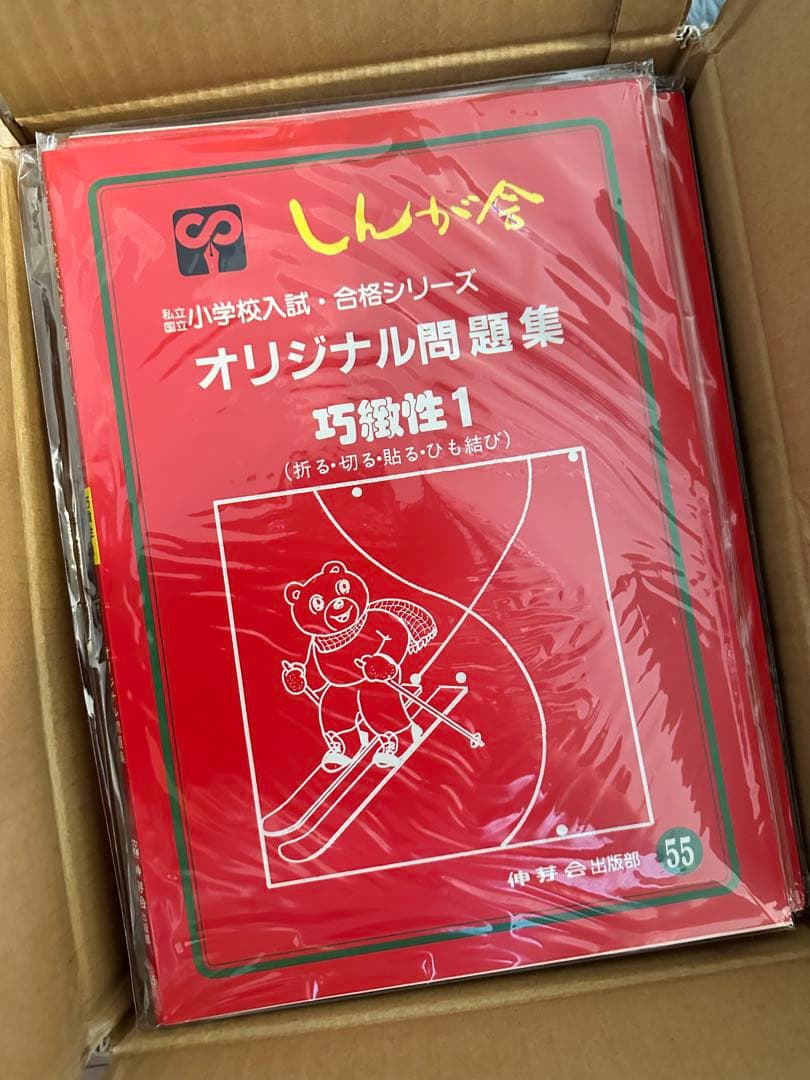 しんが会
私立
国立
小学校入試・合格シリーズ
オリジナル問題集
巧緻性1
(折る・切る・貼る・ひも結び)
伸芽会出版部
55